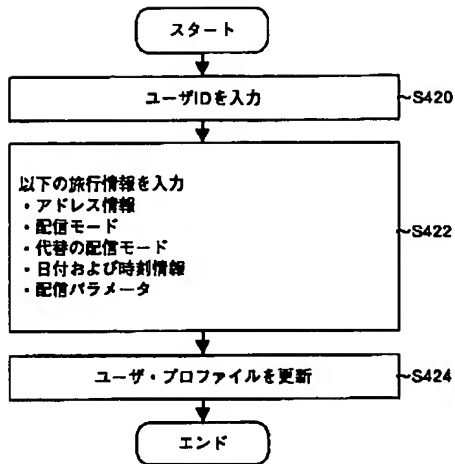 スタート
ユーザIDを入力
~S420
以下の旅行情報を入力
・アドレス情報
・配信モード
・代替の配信モード
・日付および時刻情報
・配信パラメータ
~S422
ユーザ・プロファイルを更新
~S424
エンド